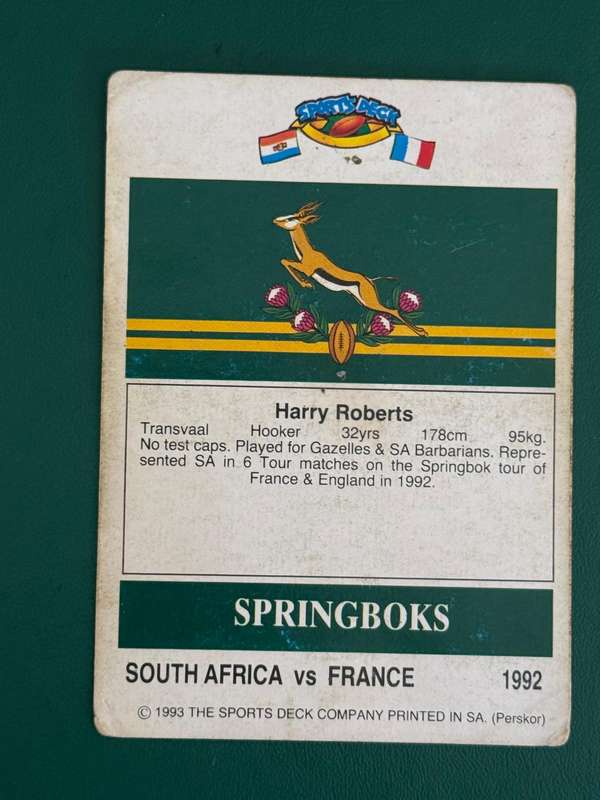 SPORTS DECK
Harry Roberts
Transvaal Hooker 32yrs 178cm 95kg.
No test caps. Played for Gazelles & SA Barbarians. Repre-
sented SA in 6 Tour matches on the Springbok tour of
France & England in 1992.
SPRINGBOKS
SOUTH AFRICA vs FRANCE 1992
© 1993 THE SPORTS DECK COMPANY PRINTED IN SA. (Perskor)